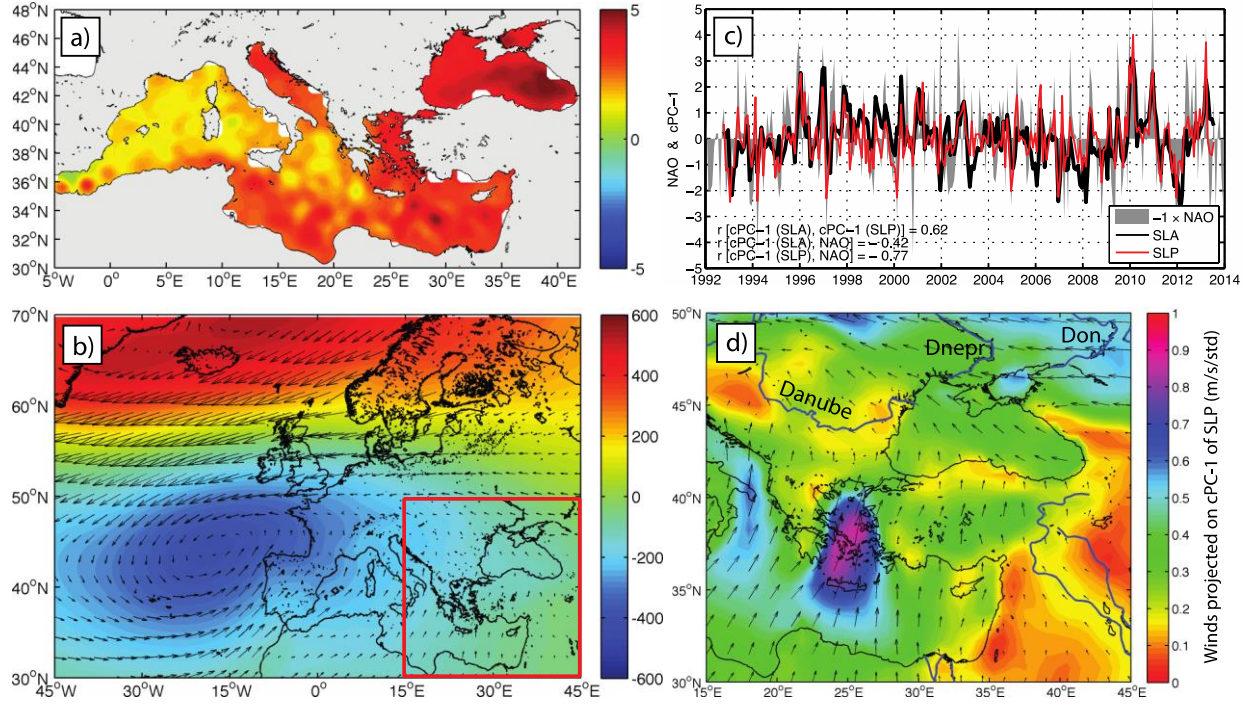 a)
48°N
46°N
44°N
42°N
40°N
38°N
36°N
34°N
32°N
30°N
5°W
0°
5°E
10°E
15°E
20°E
25°E
30°E
35°E
40°E
5
0
−5
c)
NAO & cPC−1
5
4
3
2
1
0
−1
−2
−3
−4
−5
r [cPC−1 (SLA), cPC−1 (SLP)] = 0.62
r [cPC−1 (SLA), NAO] = − 0.42
r [cPC−1 (SLP), NAO] = − 0.77
−1 × NAO
SLA
SLP
1992 1994 1996 1998 2000 2002 2004 2006 2008 2010 2012 2014
b)
70°N
60°N
50°N
40°N
30°N
45°W 30°W 15°W 0° 15°E 30°E 45°E
600
400
200
0
−200
−400
−600
d)
Dnepr
Don
Danube
50°N
45°N
40°N
35°N
30°N
15°E 20°E 25°E 30°E 35°E 40°E 45°E
1
0.9
0.8
0.7
0.6
0.5
0.4
0.3
0.2
0.1
0
Winds projected on cPC-1 of SLP (m/s/std)